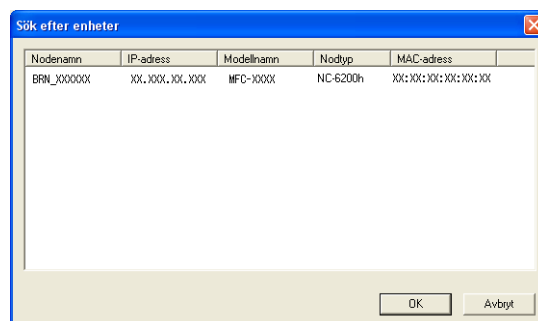 Sök efter enheter
Nodenamn IP-adress Modellnamn Nodtyp MAC-adress
BRN_XXXXXX XX.XXX.XX.XXX MFC-XXXX NC-6200h XX:XX:XX:XX:XX:XX
OK Avbryt